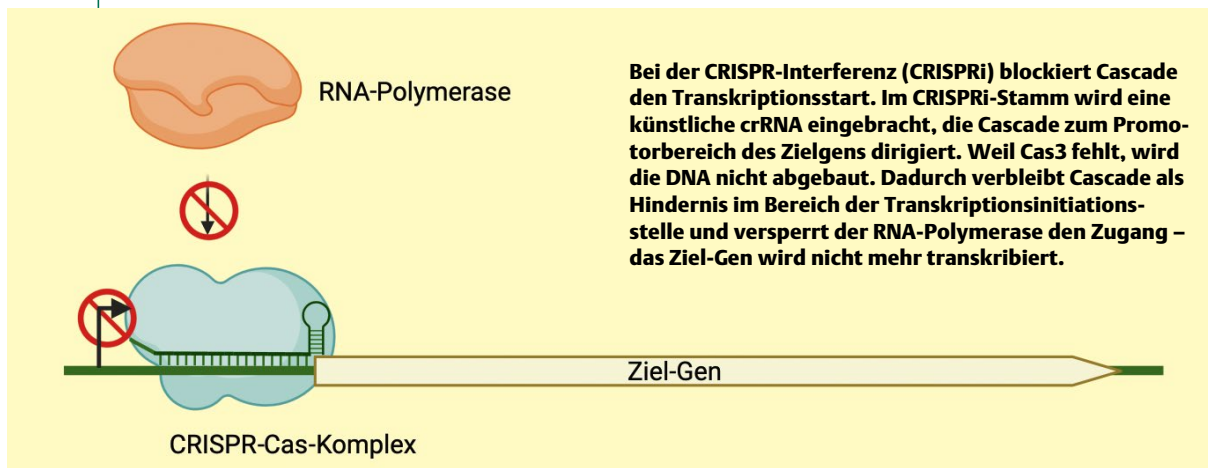 RNA-Polymerase
Bei der CRISPR-Interferenz (CRISPRi) blockiert Cascade
den Transkriptionsstart. Im CRISPRi-Stamm wird eine
künstliche crRNA eingebracht, die Cascade zum Promo-
torbereich des Zielgens dirigiert. Weil Cas3 fehlt, wird
die DNA nicht abgebaut. Dadurch verbleibt Cascade als
Hindernis im Bereich der Transkriptionsinitiations-
stelle und versperrt der RNA-Polymerase den Zugang –
das Ziel-Gen wird nicht mehr transkribiert.
Ziel-Gen
CRISPR-Cas-Komplex